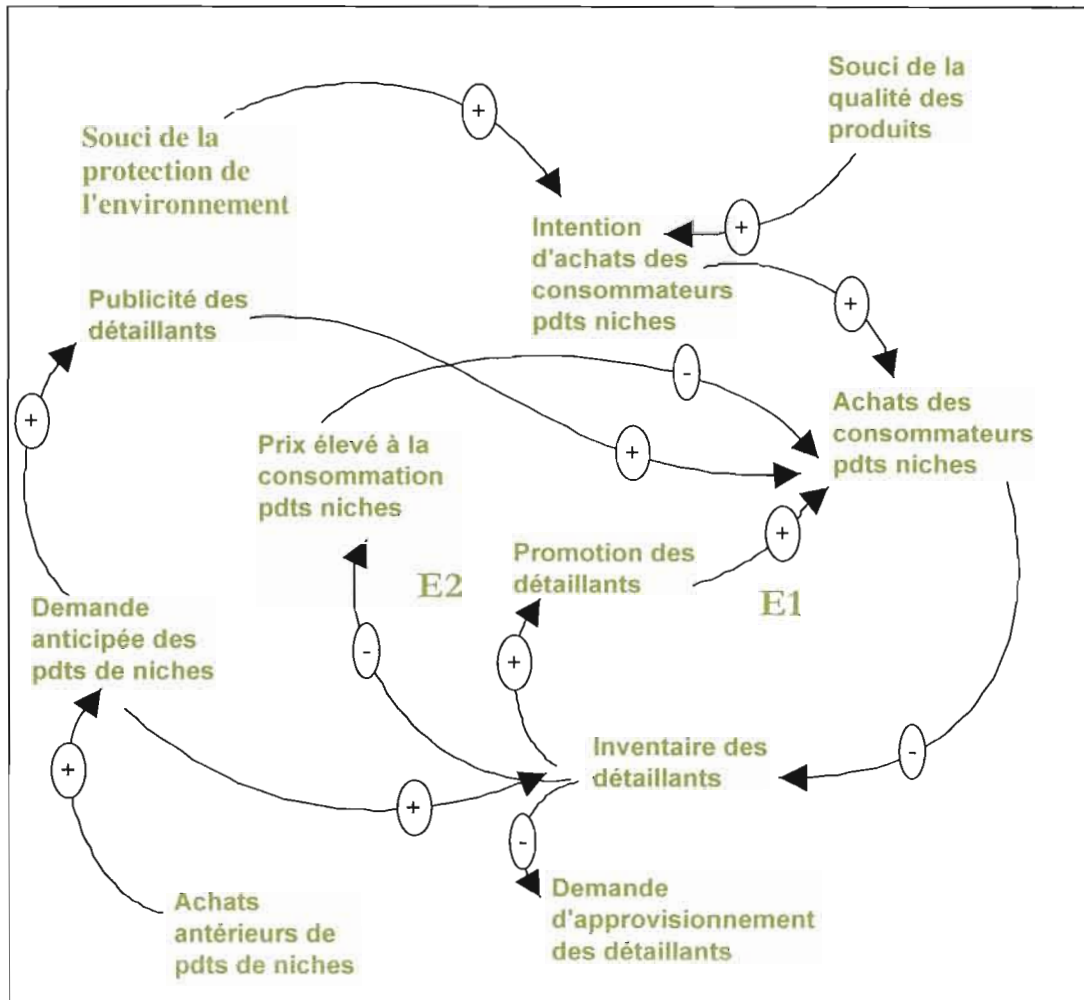 Souci de la
qualité des
produits
+
Souci de la
protection de
l'environnement
Intention
d'achats des
consommateurs
pdts niches
+
Publicité des
détaillants
+
-
Achats des
consommateurs
pdts niches
+
Prix élevé à la
consommation
pdts niches
+
+
Promotion des
détaillants
E2
E1
Demande
anticipée des
pdts de niches
-
+
Inventaire des
détaillants
-
+
+
-
Demande
d'approvisionnement
des détaillants
Achats
antérieurs de
pdts de niches